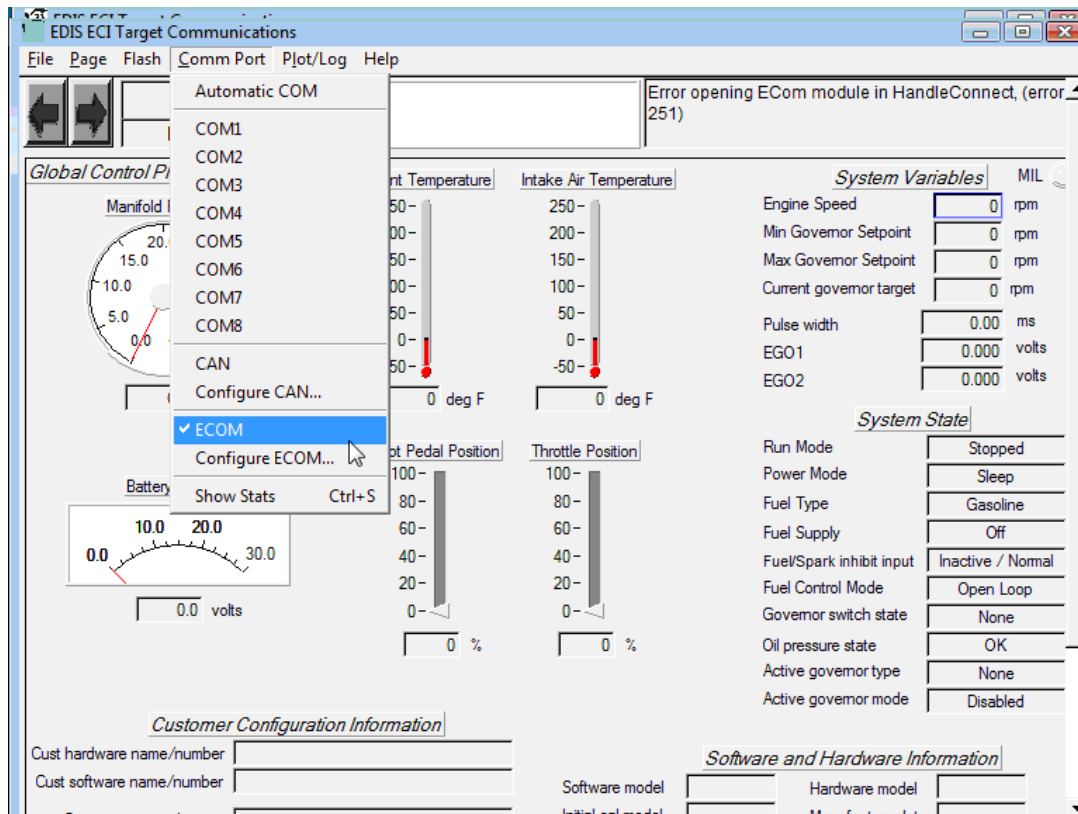 EDIS ECI Target Communications
File Page Flash Comm Port Plot/Log Help
Automatic COM
COM1
COM2
COM3
COM4
COM5
COM6
COM7
COM8
CAN
Configure CAN...
✔ ECOM
Configure ECOM...
Show Stats Ctrl+S
Error opening ECom module in HandleConnect, (error
251)
Global Control
Manifold
20.
15.0
10.0
5.0
0.0
Battery
10.0 20.0
0.0 30.0
0.0 volts
Temperature
0 deg F
Intake Air Temperature
250
200
150
100
50
0
-50
0 deg F
Pedal Position
100
80
60
40
20
0
0 %
Throttle Position
100
80
60
40
20
0
0 %
System Variables MIL
Engine Speed 0 rpm
Min Governor Setpoint 0 rpm
Max Governor Setpoint 0 rpm
Current governor target 0 rpm
Pulse width 0.00 ms
EGO1 0.000 volts
EGO2 0.000 volts
System State
Run Mode Stopped
Power Mode Sleep
Fuel Type Gasoline
Fuel Supply Off
Fuel/Spark inhibit input Inactive / Normal
Fuel Control Mode Open Loop
Governor switch state None
Oil pressure state OK
Active governor type None
Active governor mode Disabled
Customer Configuration Information
Cust hardware name/number
Cust software name/number
Software and Hardware Information
Software model Hardware model